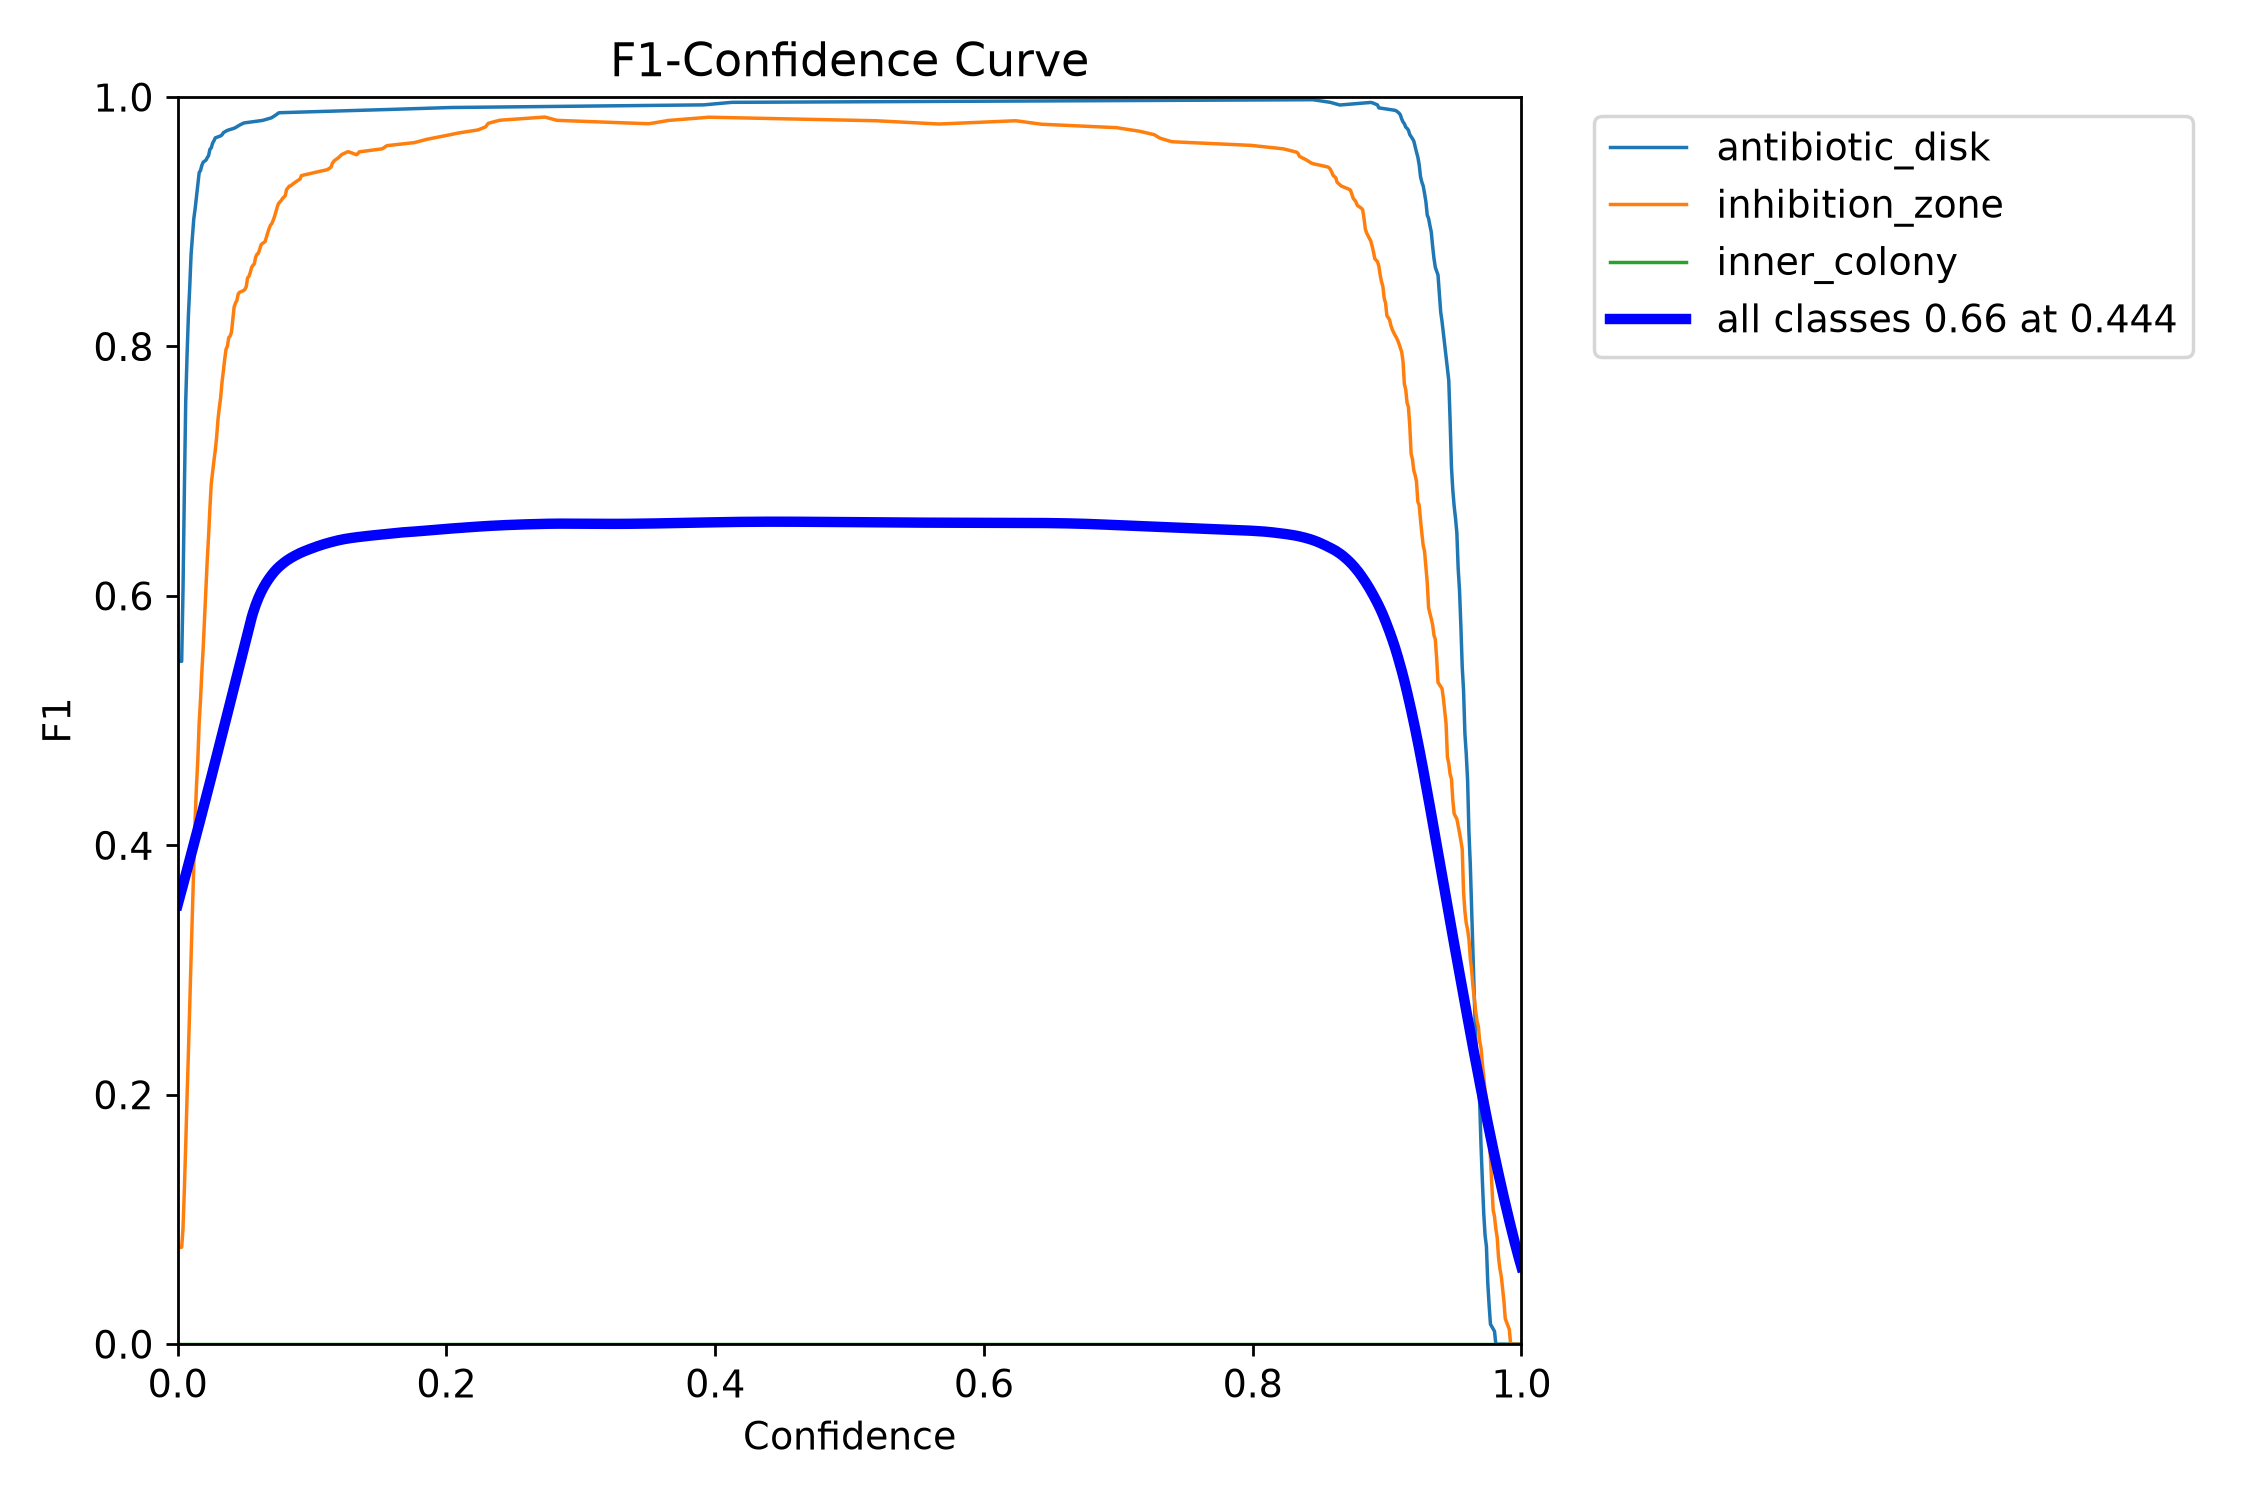 F1-Confidence Curve
1.0
0.8
0.6
0.4
0.2
0.0
F1
0.0 0.2 0.4 0.6 0.8 1.0
Confidence
antibiotic_disk
inhibition_zone
inner_colony
all classes 0.66 at 0.444